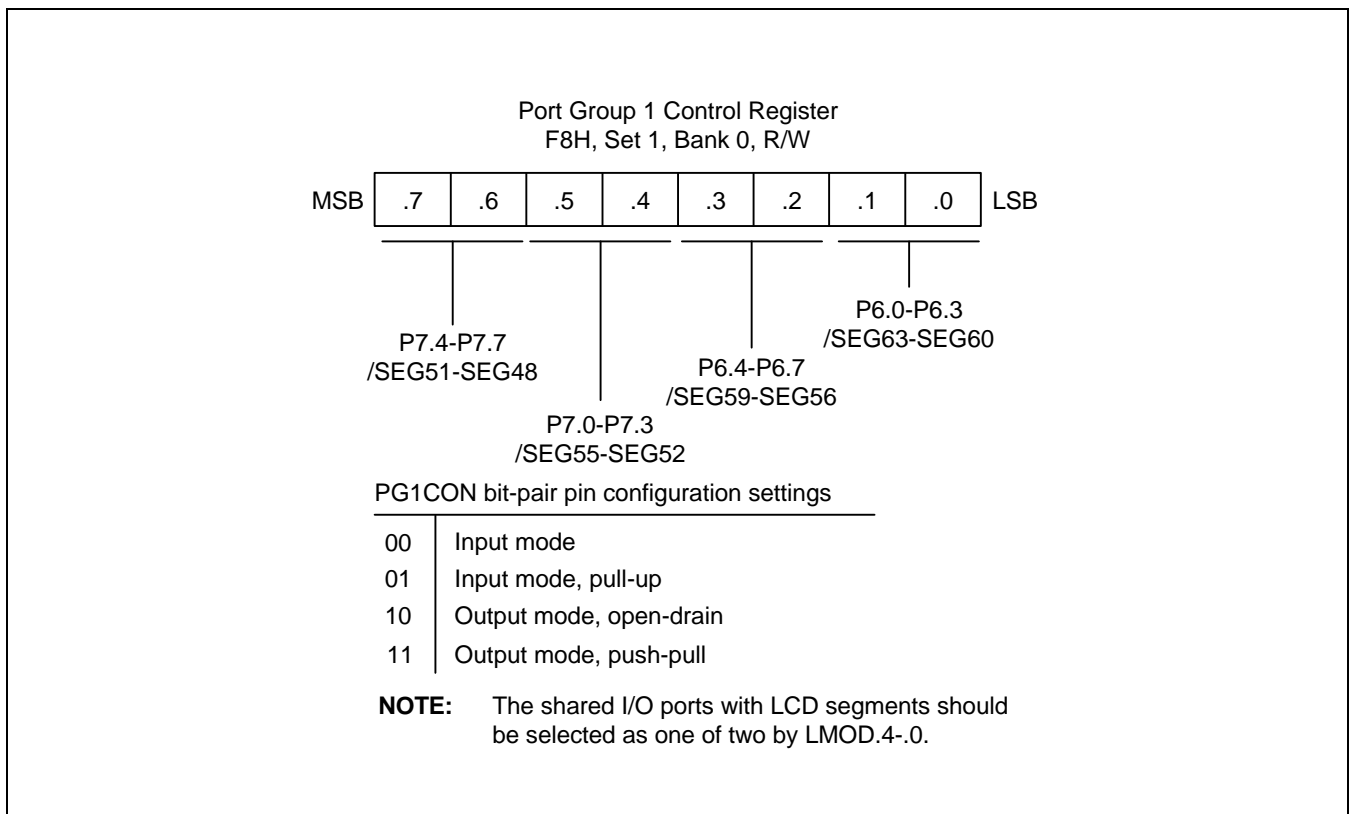 Port Group 1 Control Register
F8H, Set 1, Bank 0, R/W
MSB .7 .6 .5 .4 .3 .2 .1 .0 LSB
P7.4-P7.7
/SEG51-SEG48
P7.0-P7.3
/SEG55-SEG52
P6.4-P6.7
/SEG59-SEG56
P6.0-P6.3
/SEG63-SEG60
PG1CON bit-pair pin configuration settings
00 Input mode
01 Input mode, pull-up
10 Output mode, open-drain
11 Output mode, push-pull
NOTE: The shared I/O ports with LCD segments should
be selected as one of two by LMOD.4-.0.